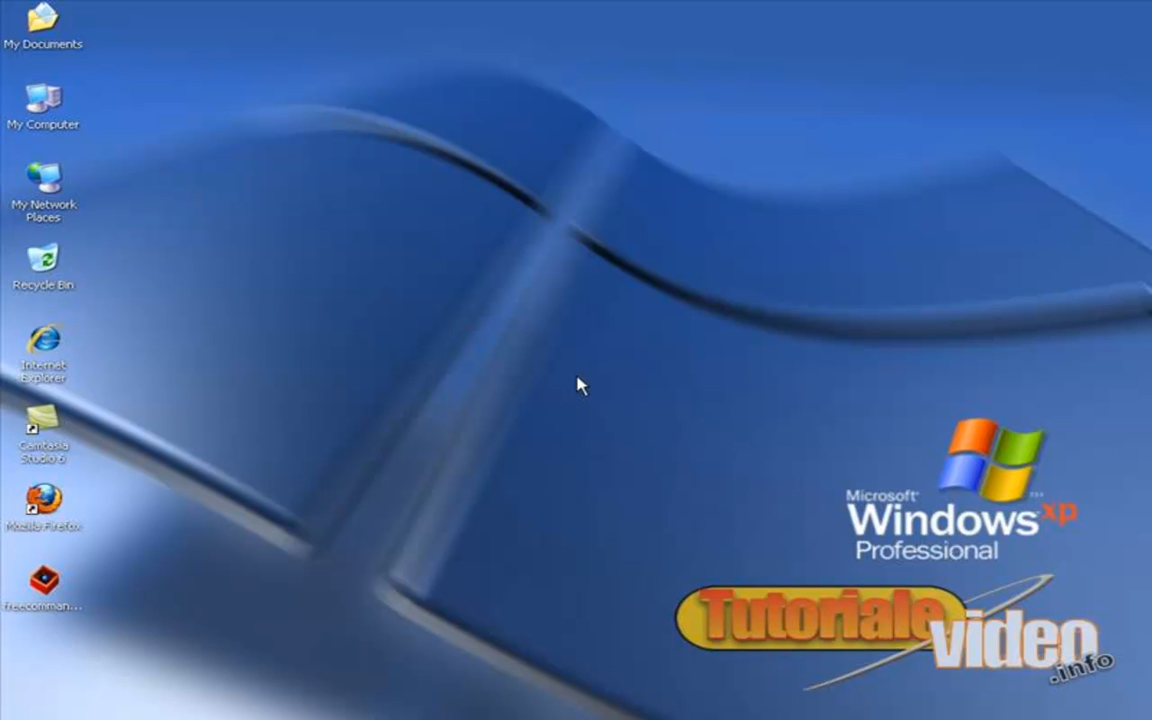 My Documents
My Computer
My Network
Places
Recycle Bin
Internet
Explorer
Camtasia
Studio 6
Mozilla Firefox
freecomman...
Microsoft®
Windows xp
Professional
Tutoriale
video
.info